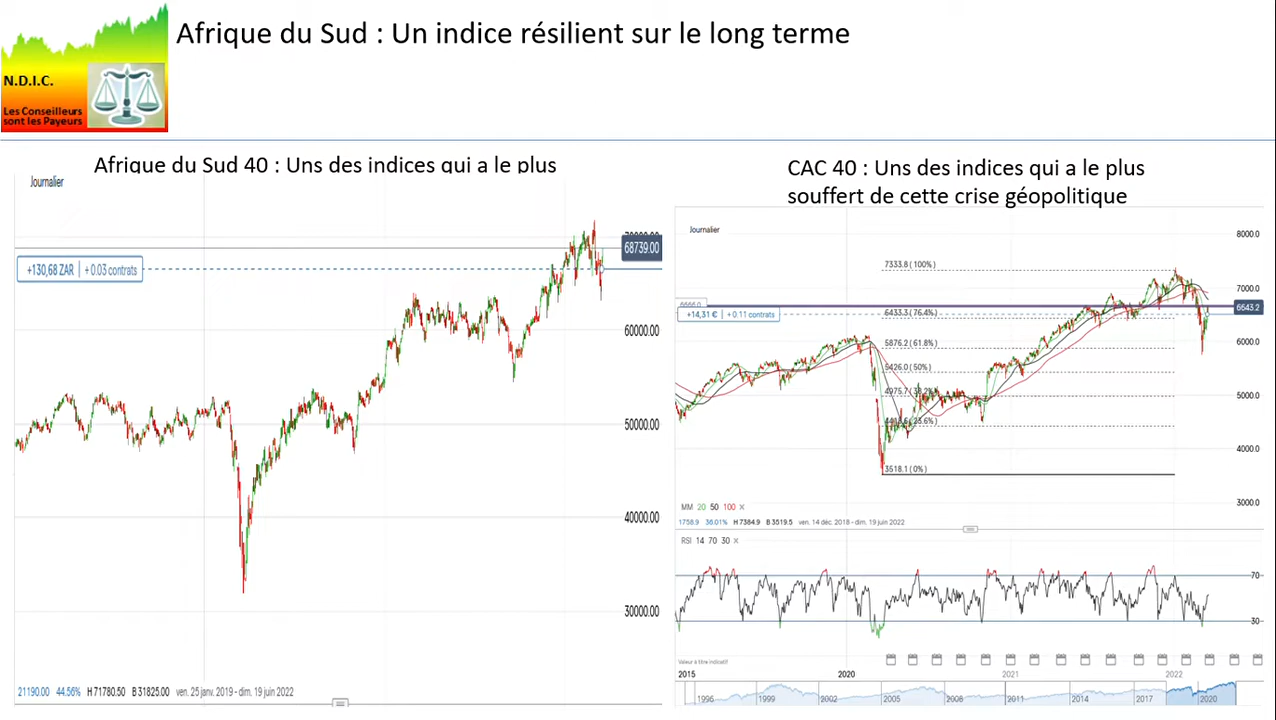 Afrique du Sud : Un indice résilient sur le long terme
N.D.I.C.
Les Conseilleurs
sont les Payeurs
Afrique du Sud 40 : Uns des indices qui a le plus
Journalier
68739.00
+130,68 ZAR | + 0.03 contrats
60000.00
50000.00
40000.00
30000.00
21190.00 44.56% H 71780.50 B 31825.00 ven. 25 janv. 2019 - dim. 19 juin 2022
CAC 40 : Uns des indices qui a le plus
souffert de cette crise géopolitique
Journalier
8000.0
7333.8 (100%)
7000.0
6643.2
+14,31 € | + 0.11 contrats
6433.3 (76.4%)
6000.0
5876.2 (61.8%)
5426.0 (50%)
5000.0
4000.0
3518.1 (0%)
3000.0
MM 20 50 100 X
1758.9 36.01% H 7384.9 B 3519.5 ven. 14 déc. 2018 - dim. 19 juin 2022
RSI 14 70 30 X
70
30
Valeur à titre indicatif
2015 2020 2021 2022
1996 1999 2002 2005 2008 2011 2014 2017 2020